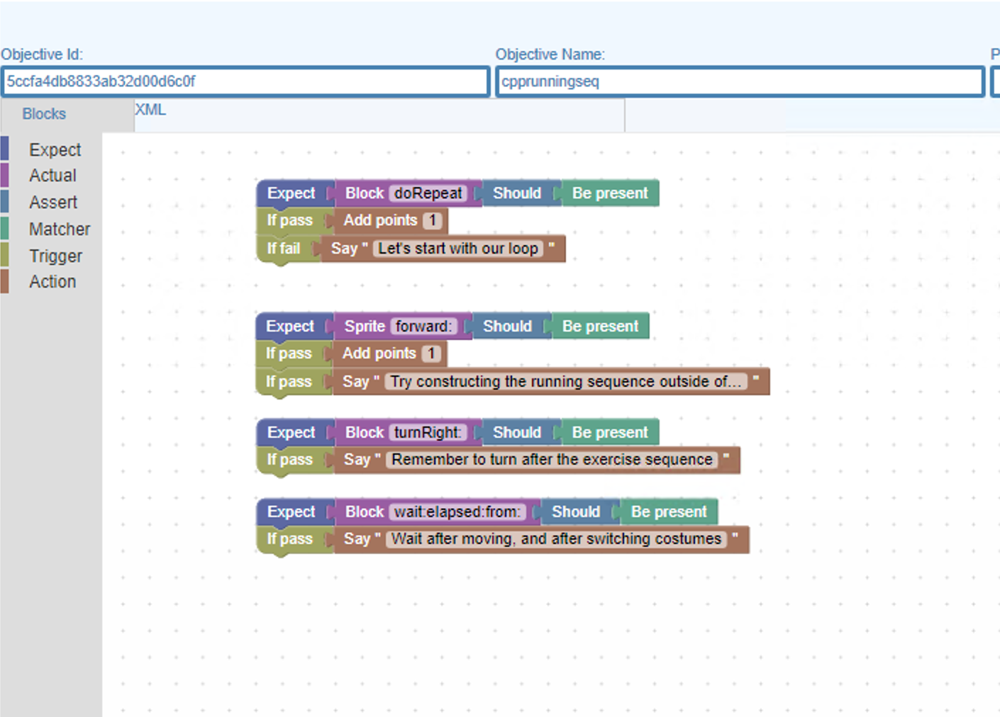 Objective Id: Objective Name: P
5ccfa4db8833ab32d00d6c0f cpprunningseq
Blocks XML
Expect
Actual
Assert
Matcher
Trigger
Action
Expect Block doRepeat Should Be present
If pass Add points 1
If fail Say " Let's start with our loop "
Expect Sprite forward: Should Be present
If pass Add points 1
If pass Say " Try constructing the running sequence outside of... "
Expect Block turnRight: Should Be present
If pass Say " Remember to turn after the exercise sequence "
Expect Block wait:elapsed:from: Should Be present
If pass Say " Wait after moving, and after switching costumes "